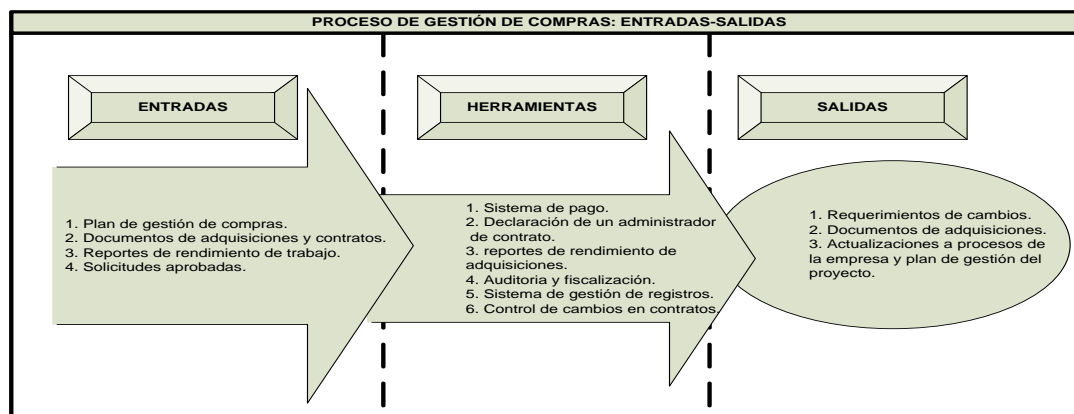 PROCESO DE GESTIÓN DE COMPRAS: ENTRADAS-SALIDAS
ENTRADAS
1. Plan de gestión de compras.
2. Documentos de adquisiciones y contratos.
3. Reportes de rendimiento de trabajo.
4. Solicitudes aprobadas.
HERRAMIENTAS
1. Sistema de pago.
2. Declaración de un administrador
de contrato.
3. reportes de rendimiento de
adquisiciones.
4. Auditoria y fiscalización.
5. Sistema de gestión de registros.
6. Control de cambios en contratos.
SALIDAS
1. Requerimientos de cambios.
2. Documentos de adquisiciones.
3. Actualizaciones a procesos de
la empresa y plan de gestión del
proyecto.